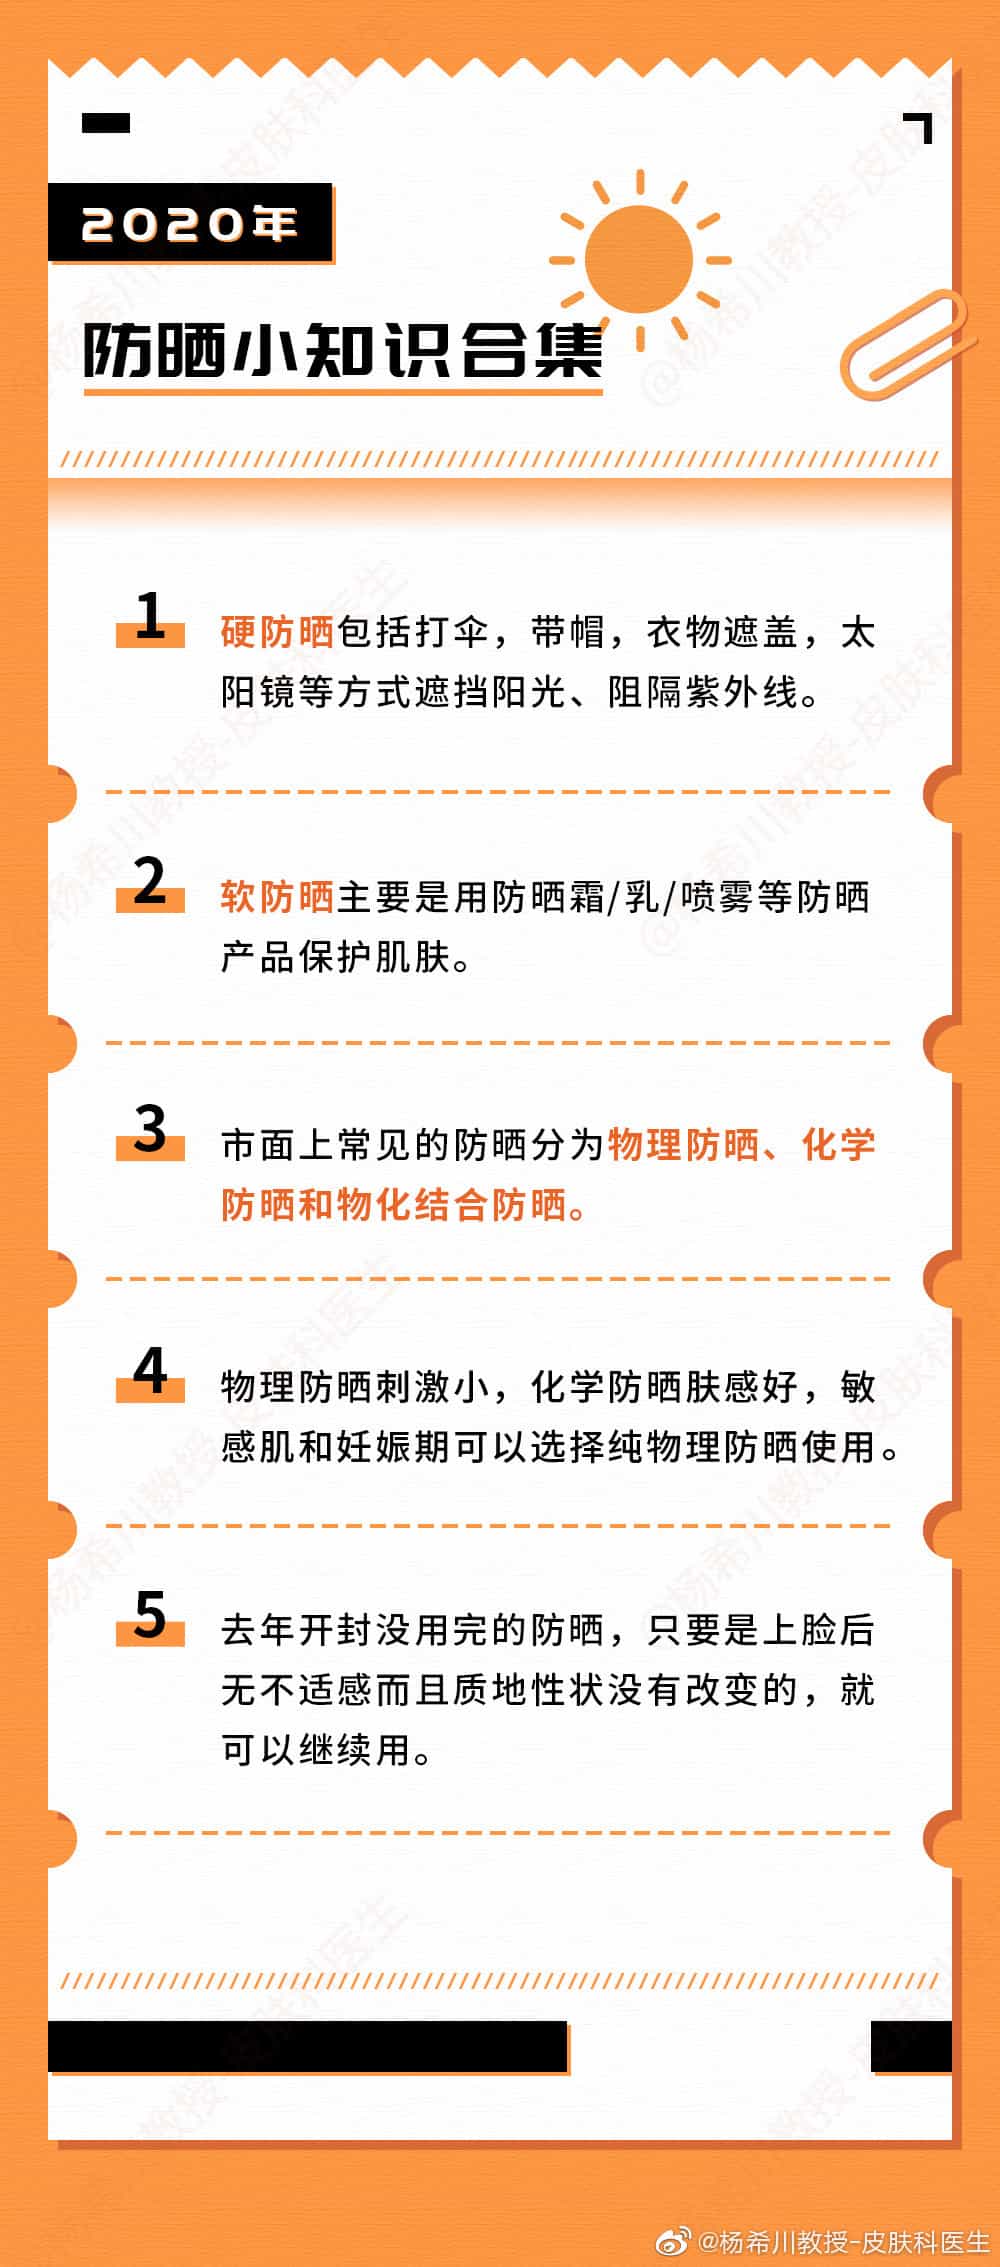 2020年
防晒小知识合集
1
硬防晒包括打伞，带帽，衣物遮盖，太
阳镜等方式遮挡阳光、阻隔紫外线。
2
软防晒主要是用防晒霜/乳/喷雾等防晒
产品保护肌肤。
3
市面上常见的防晒分为物理防晒、化学
防晒和物化结合防晒。
4
物理防晒刺激小，化学防晒肤感好，敏
感肌和妊娠期可以选择纯物理防晒使用。
5
去年开封没用完的防晒，只要是上脸后
无不适感而且质地性状没有改变的，就
可以继续用。
@杨希川教授-皮肤科医生